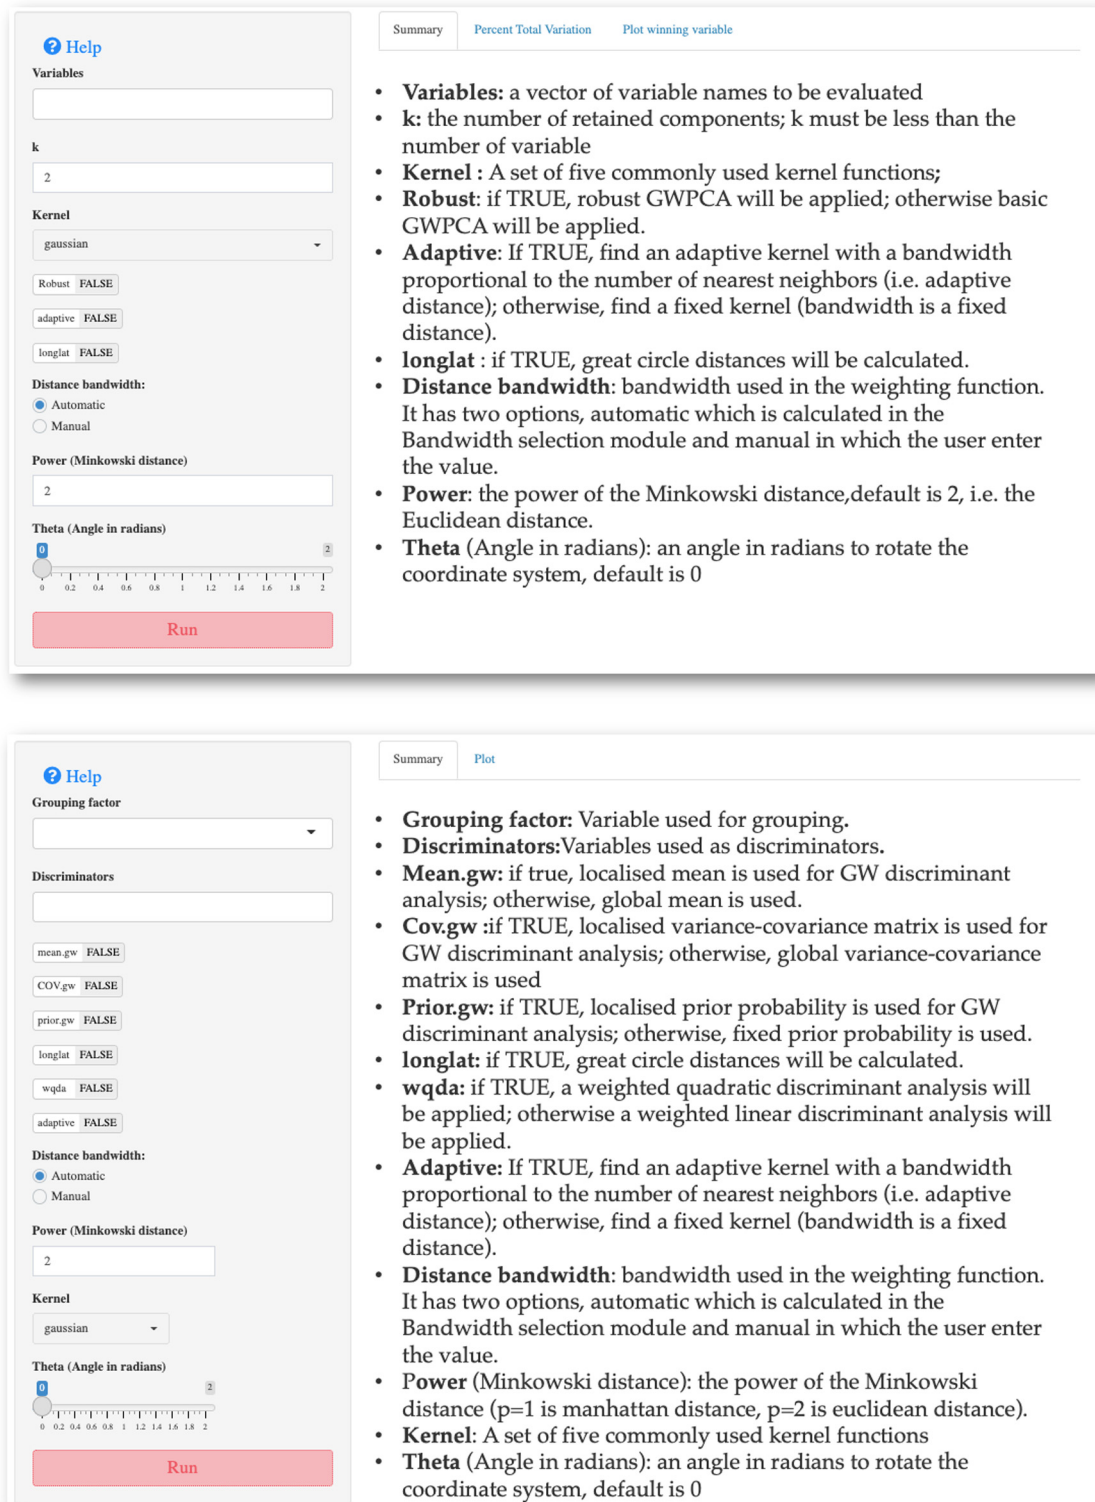 Help
Variables
k
2
Kernel
gaussian
Robust FALSE
adaptive FALSE
longlat FALSE
Distance bandwidth:
Automatic
Manual
Power (Minkowski distance)
2
Theta (Angle in radians)
0 2
0 0.2 0.4 0.6 0.8 1 1.2 1.4 1.6 1.8 2
Run
Summary Percent Total Variation Plot winning variable
• Variables: a vector of variable names to be evaluated
• k: the number of retained components; k must be less than the
number of variable
• Kernel : A set of five commonly used kernel functions;
• Robust: if TRUE, robust GWPCA will be applied; otherwise basic
GWPCA will be applied.
• Adaptive: If TRUE, find an adaptive kernel with a bandwidth
proportional to the number of nearest neighbors (i.e. adaptive
distance); otherwise, find a fixed kernel (bandwidth is a fixed
distance).
• longlat : if TRUE, great circle distances will be calculated.
• Distance bandwidth: bandwidth used in the weighting function.
It has two options, automatic which is calculated in the
Bandwidth selection module and manual in which the user enter
the value.
• Power: the power of the Minkowski distance,default is 2, i.e. the
Euclidean distance.
• Theta (Angle in radians): an angle in radians to rotate the
coordinate system, default is 0
Help
Grouping factor
Discriminators
mean.gw FALSE
COV.gw FALSE
prior.gw FALSE
longlat FALSE
wqda FALSE
adaptive FALSE
Distance bandwidth:
Automatic
Manual
Power (Minkowski distance)
2
Kernel
gaussian
Theta (Angle in radians)
0 2
0 0.2 0.4 0.6 0.8 1 1.2 1.4 1.6 1.8 2
Run
Summary Plot
• Grouping factor: Variable used for grouping.
• Discriminators:Variables used as discriminators.
• Mean.gw: if true, localised mean is used for GW discriminant
analysis; otherwise, global mean is used.
• Cov.gw :if TRUE, localised variance-covariance matrix is used for
GW discriminant analysis; otherwise, global variance-covariance
matrix is used
• Prior.gw: if TRUE, localised prior probability is used for GW
discriminant analysis; otherwise, fixed prior probability is used.
• longlat: if TRUE, great circle distances will be calculated.
• wqda: if TRUE, a weighted quadratic discriminant analysis will
be applied; otherwise a weighted linear discriminant analysis will
be applied.
• Adaptive: If TRUE, find an adaptive kernel with a bandwidth
proportional to the number of nearest neighbors (i.e. adaptive
distance); otherwise, find a fixed kernel (bandwidth is a fixed
distance).
• Distance bandwidth: bandwidth used in the weighting function.
It has two options, automatic which is calculated in the
Bandwidth selection module and manual in which the user enter
the value.
• Power (Minkowski distance): the power of the Minkowski
distance (p=1 is manhattan distance, p=2 is euclidean distance).
• Kernel: A set of five commonly used kernel functions
• Theta (Angle in radians): an angle in radians to rotate the
coordinate system, default is 0